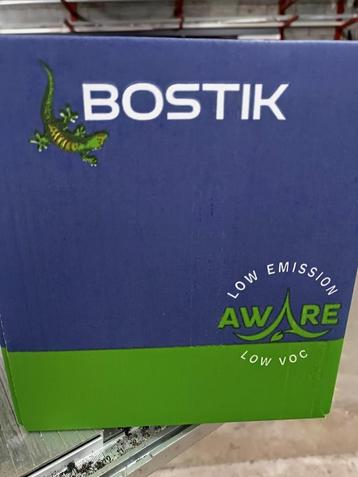 BOSTIK
LOW EMISSION
AWARE
LOW VOC